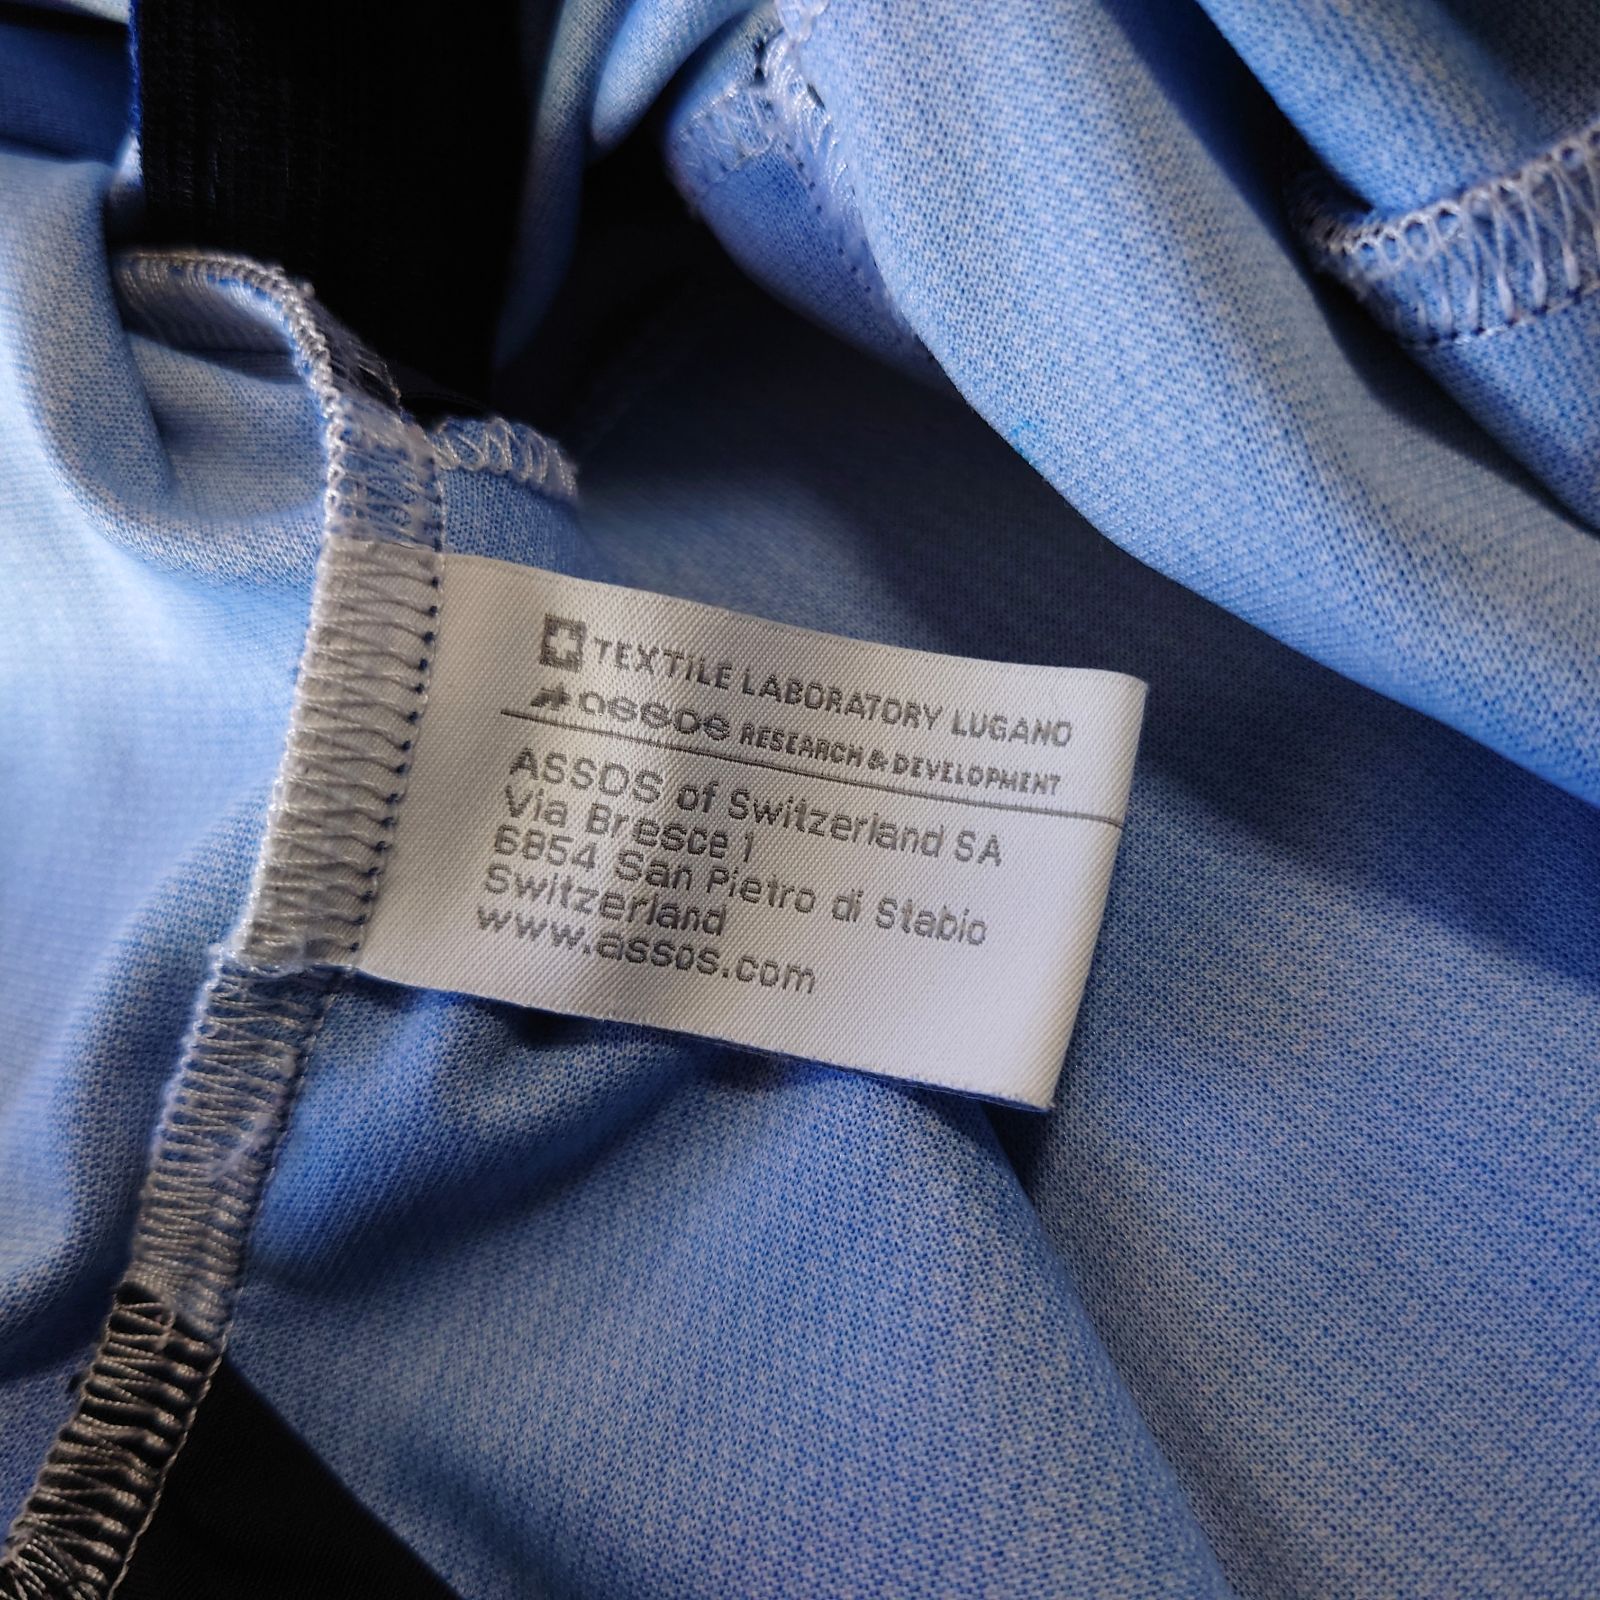 TEXTILE LABORATORY LUGANO
assos RESEARCH & DEVELOPMENT
ASSOS of Switzerland SA
Via Bresce 1
6854 San Pietro di Stabio
Switzerland
www.assos.com